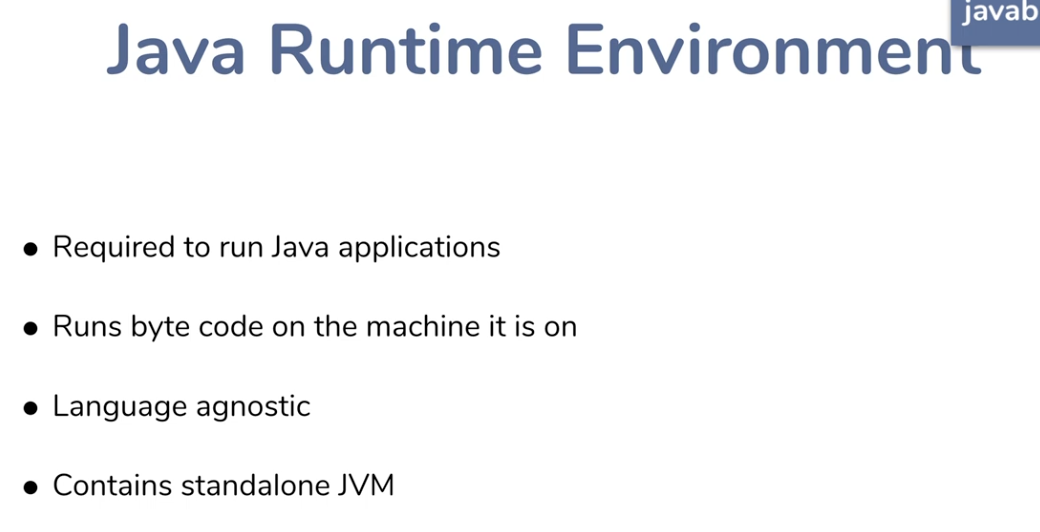 javab
Java Runtime Environment
● Required to run Java applications
● Runs byte code on the machine it is on
● Language agnostic
● Contains standalone JVM